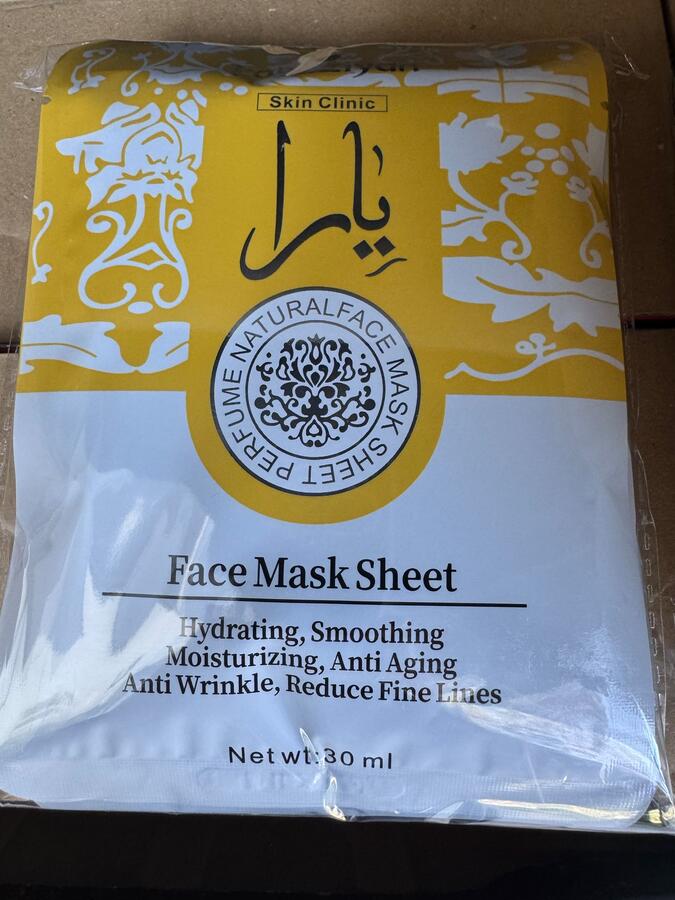 Skin Clinic
يارا
PERFUME NATURALFACE MASK SHEET
Face Mask Sheet
Hydrating, Smoothing
Moisturizing, Anti Aging
Anti Wrinkle, Reduce Fine Lines
Net wt:30 ml